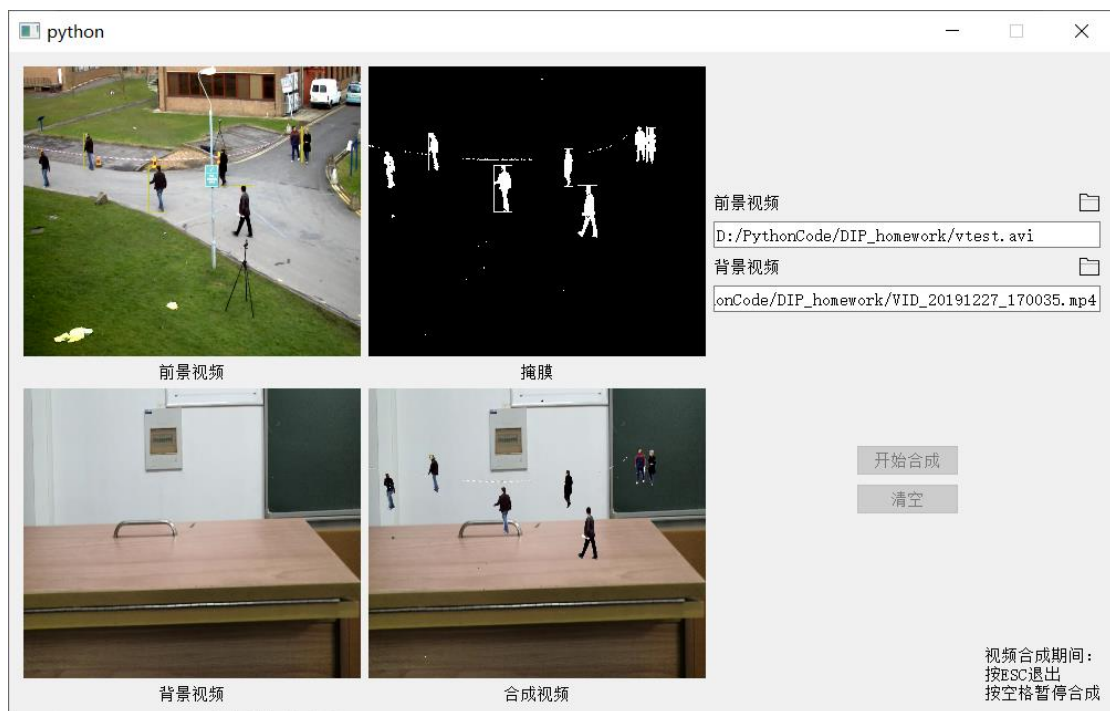 python
前景视频
D:/PythonCode/DIP_homework/vtest.avi
背景视频
onCode/DIP_homework/VID_20191227_170035.mp4
前景视频
掩膜
开始合成
清空
背景视频
合成视频
视频合成期间:
按ESC退出
按空格暂停合成